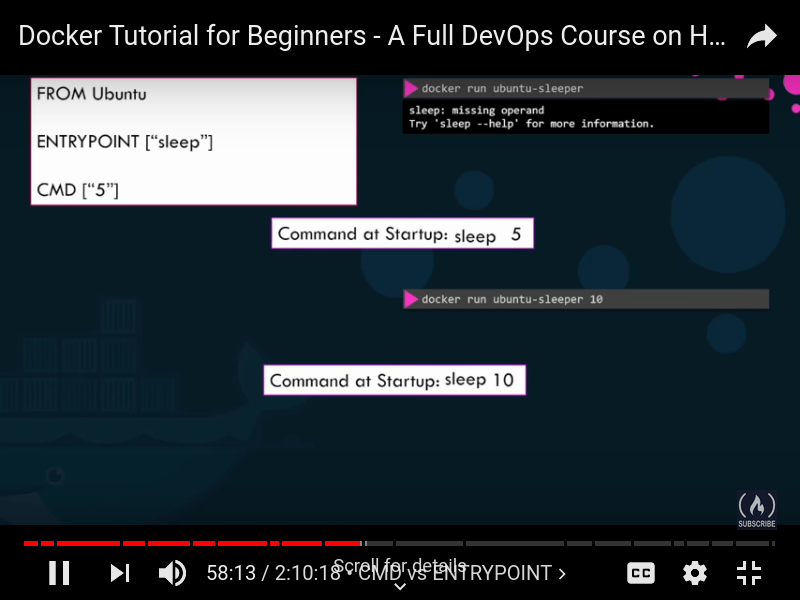 Docker Tutorial for Beginners - A Full DevOps Course on H...
FROM Ubuntu
ENTRYPOINT [“sleep”]
CMD [“5”]
docker run ubuntu-sleeper
sleep: missing operand
Try 'sleep --help' for more information.
Command at Startup: sleep 5
docker run ubuntu-sleeper 10
Command at Startup: sleep 10
SUBSCRIBE
Scroll for details
58:13 / 2:10:18 • CMD vs ENTRYPOINT >
CC